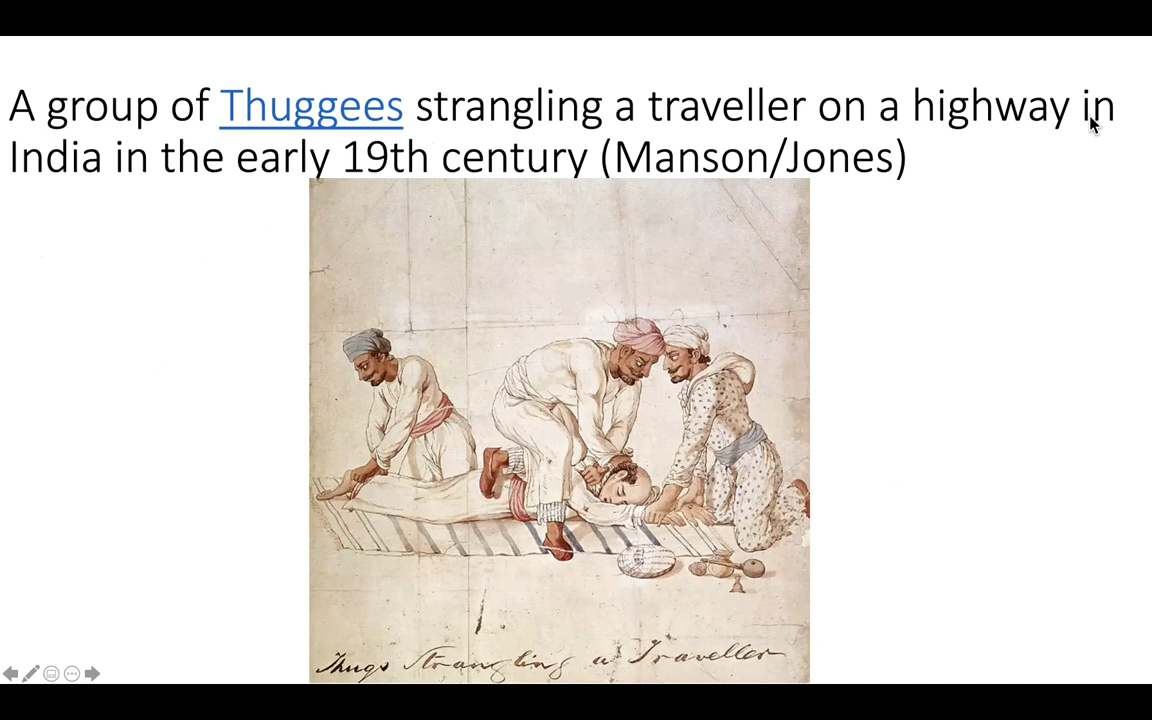 A group of Thuggees strangling a traveller on a highway in
India in the early 19th century (Manson/Jones)
Thugs Strangling a Traveller